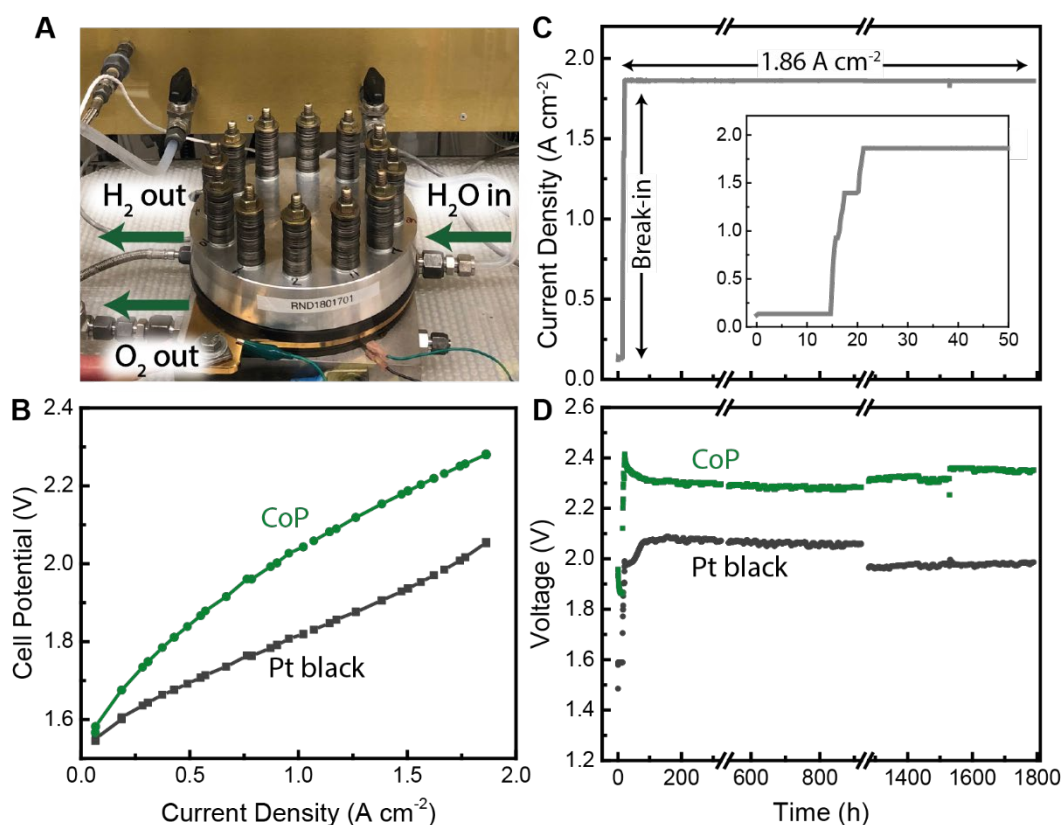 A
H₂ out
H₂O in
O₂ out
RND1801701
2
B
2.4
2.2
2.0
1.8
1.6
Cell Potential (V)
CoP
Pt black
0.0 0.5 1.0 1.5 2.0
Current Density (A cm⁻²)
C
2.0
1.5
1.0
0.5
0.0
Current Density (A cm⁻²)
1.86 A cm⁻²
Break-in
2.0
1.5
1.0
0.5
0.0
0 10 20 30 40 50
D
2.6
2.4
2.2
2.0
1.8
1.6
1.4
1.2
Voltage (V)
CoP
Pt black
0 200 600 800 1400 1600 1800
Time (h)